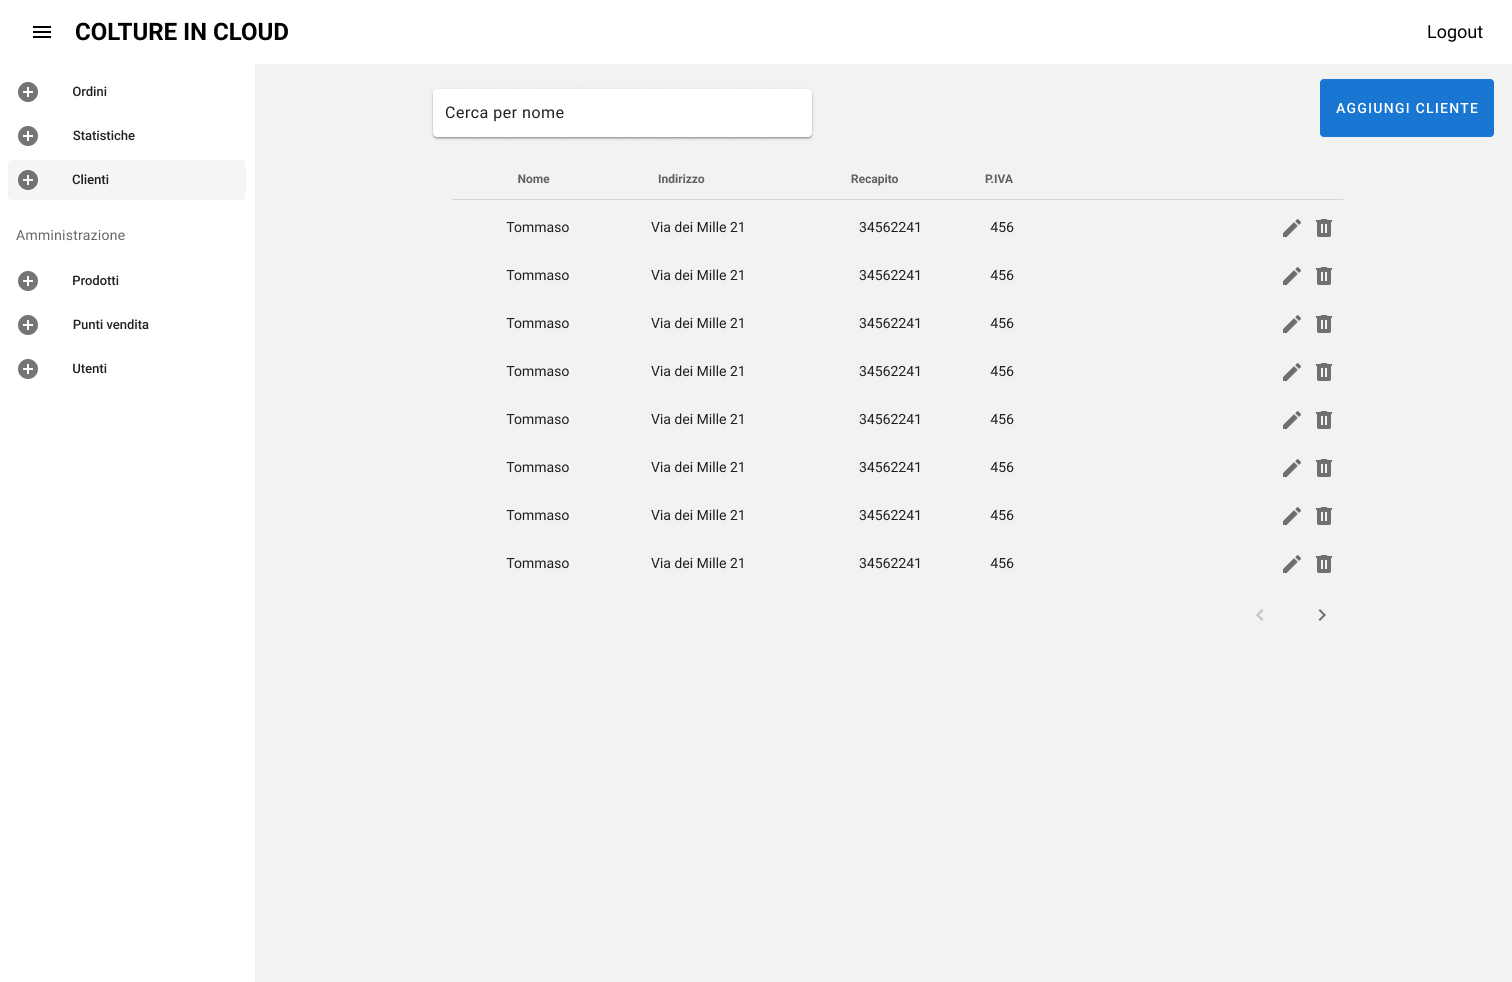 COLTURE IN CLOUD
Logout
Ordini
Statistiche
Clienti
Amministrazione
Prodotti
Punti vendita
Utenti
Cerca per nome
AGGIUNGI CLIENTE
Nome Indirizzo Recapito P.IVA
Tommaso Via dei Mille 21 34562241 456
Tommaso Via dei Mille 21 34562241 456
Tommaso Via dei Mille 21 34562241 456
Tommaso Via dei Mille 21 34562241 456
Tommaso Via dei Mille 21 34562241 456
Tommaso Via dei Mille 21 34562241 456
Tommaso Via dei Mille 21 34562241 456
Tommaso Via dei Mille 21 34562241 456